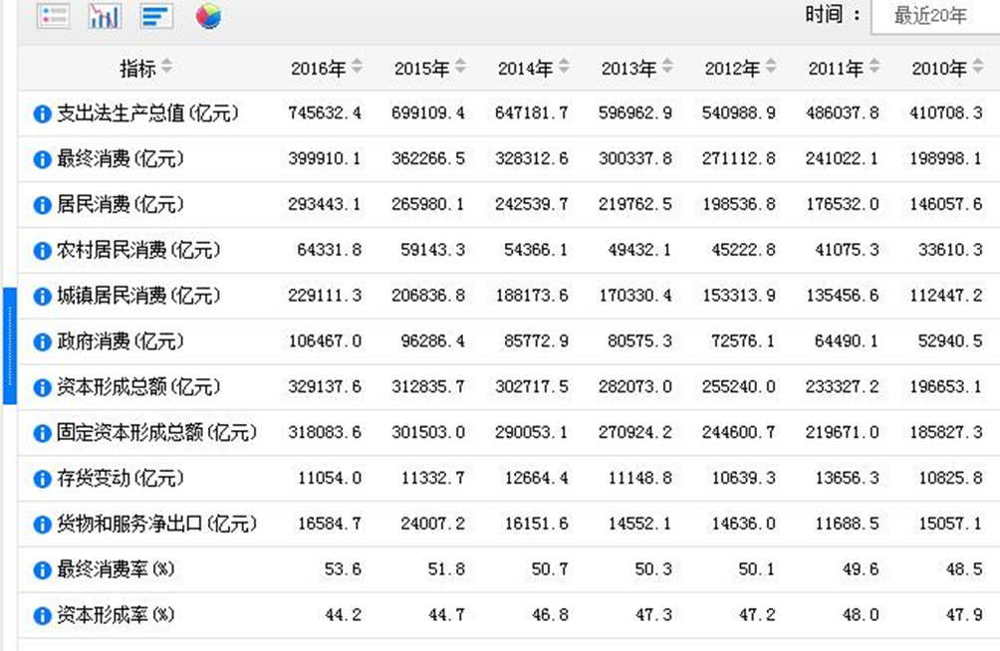 时间 : 最近20年
指标 2016年 2015年 2014年 2013年 2012年 2011年 2010年
支出法生产总值(亿元) 745632.4 699109.4 647181.7 596962.9 540988.9 486037.8 410708.3
最终消费(亿元) 399910.1 362266.5 328312.6 300337.8 271112.8 241022.1 198998.1
居民消费(亿元) 293443.1 265980.1 242539.7 219762.5 198536.8 176532.0 146057.6
农村居民消费(亿元) 64331.8 59143.3 54366.1 49432.1 45222.8 41075.3 33610.3
城镇居民消费(亿元) 229111.3 206836.8 188173.6 170330.4 153313.9 135456.6 112447.2
政府消费(亿元) 106467.0 96286.4 85772.9 80575.3 72576.1 64490.1 52940.5
资本形成总额(亿元) 329137.6 312835.7 302717.5 282073.0 255240.0 233327.2 196653.1
固定资本形成总额(亿元) 318083.6 301503.0 290053.1 270924.2 244600.7 219671.0 185827.3
存货变动(亿元) 11054.0 11332.7 12664.4 11148.8 10639.3 13656.3 10825.8
货物和服务净出口(亿元) 16584.7 24007.2 16151.6 14552.1 14636.0 11688.5 15057.1
最终消费率(%) 53.6 51.8 50.7 50.3 50.1 49.6 48.5
资本形成率(%) 44.2 44.7 46.8 47.3 47.2 48.0 47.9